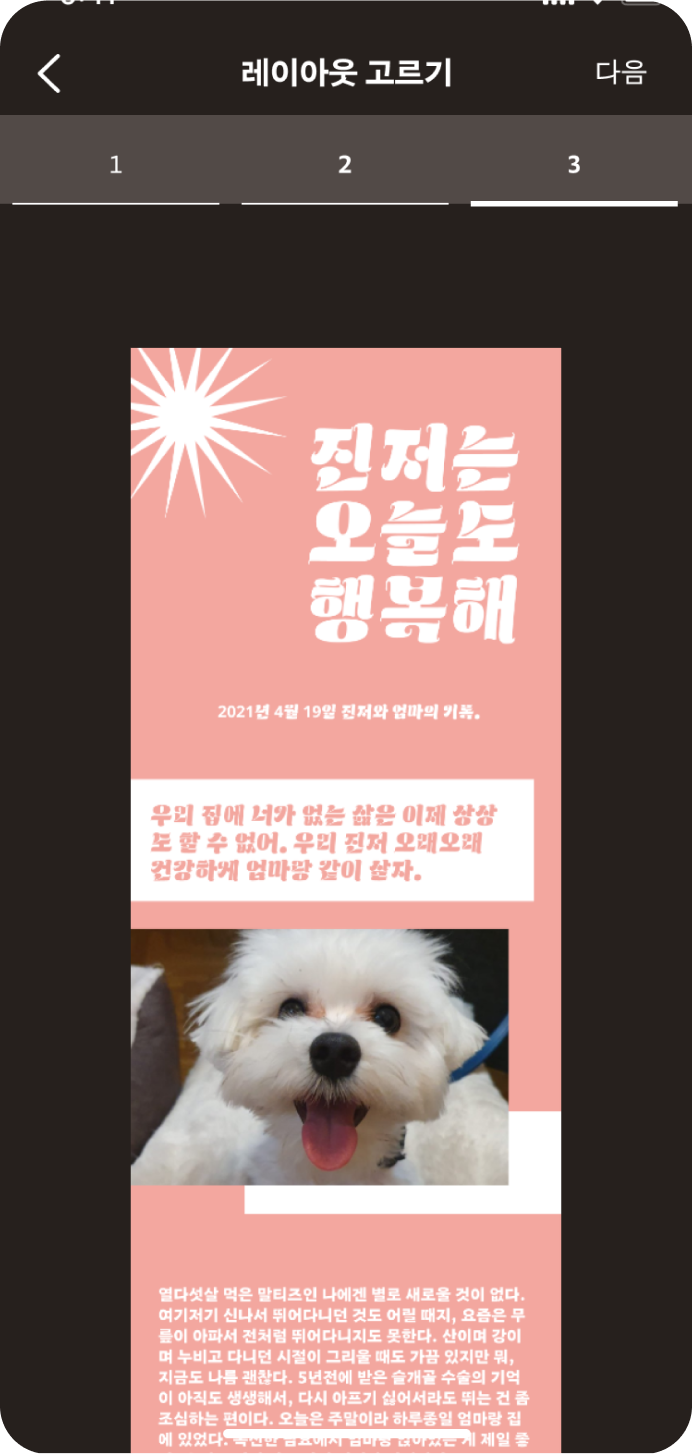 레이아웃 고르기
다음
1
2
3
진저는
오늘도
행복해
2021년 4월 19일 진저와 엄마의 기록.
우리 집에 너가 없는 삶은 이제 상상
도 할 수 없어. 우리 진저 오래오래
건강하게 엄마랑 같이 살자.
열다섯살 먹은 말티즈인 나에겐 별로 새로울 것이 없다.
여기저기 신나서 뛰어다니던 것도 어릴 때지, 요즘은 무
릎이 아파서 전처럼 뛰어다니지도 못한다. 산이며 강이
며 누비고 다니던 시절이 그리울 때도 가끔 있지만 뭐,
지금도 나름 괜찮다. 5년전에 받은 슬개골 수술의 기억
이 아직도 생생해서, 다시 아프기 싫어서라도 뛰는 건 좀
조심하는 편이다. 오늘은 주말이라 하루종일 엄마랑 집
에 있었다. 게 제일 좋